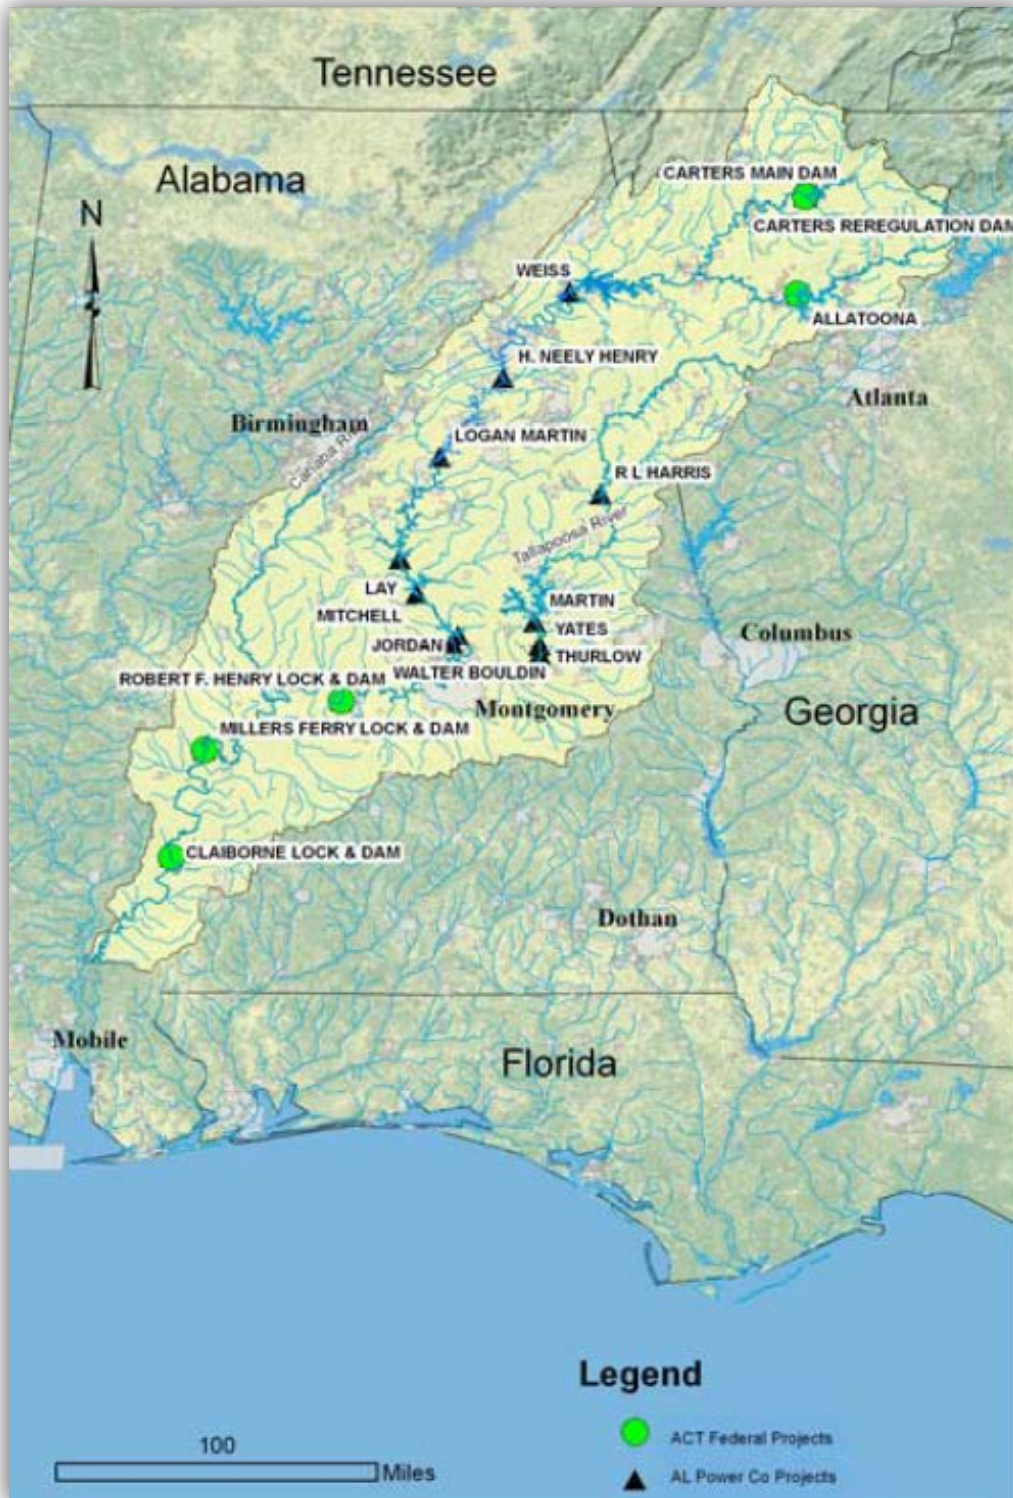 Tennessee
Alabama
N
CARTERS MAIN DAM
CARTERS REREGULATION DAM
WEISS
ALLATOONA
H. NEELY HENRY
Atlanta
Birmingham
LOGAN MARTIN
Cahaba River
R L HARRIS
Tallapoosa River
LAY
MARTIN
MITCHELL
YATES
Columbus
JORDAN
THURLOW
WALTER BOULDIN
ROBERT F. HENRY LOCK & DAM
Montgomery
Georgia
MILLERS FERRY LOCK & DAM
CLAIBORNE LOCK & DAM
Dothan
Mobile
Florida
Legend
ACT Federal Projects
AL Power Co Projects
100
Miles